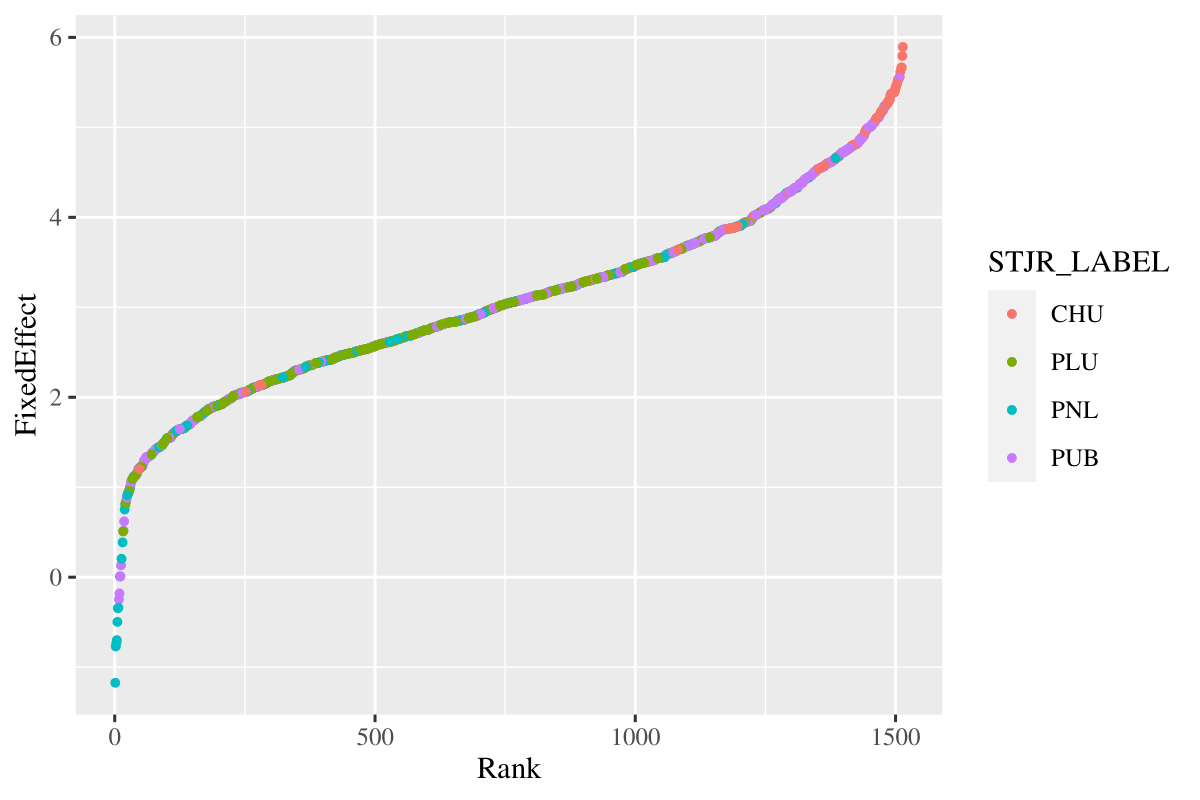 6
4
2
0
FixedEffect
0
500
1000
1500
Rank
STJR_LABEL
CHU
PLU
PNL
PUB